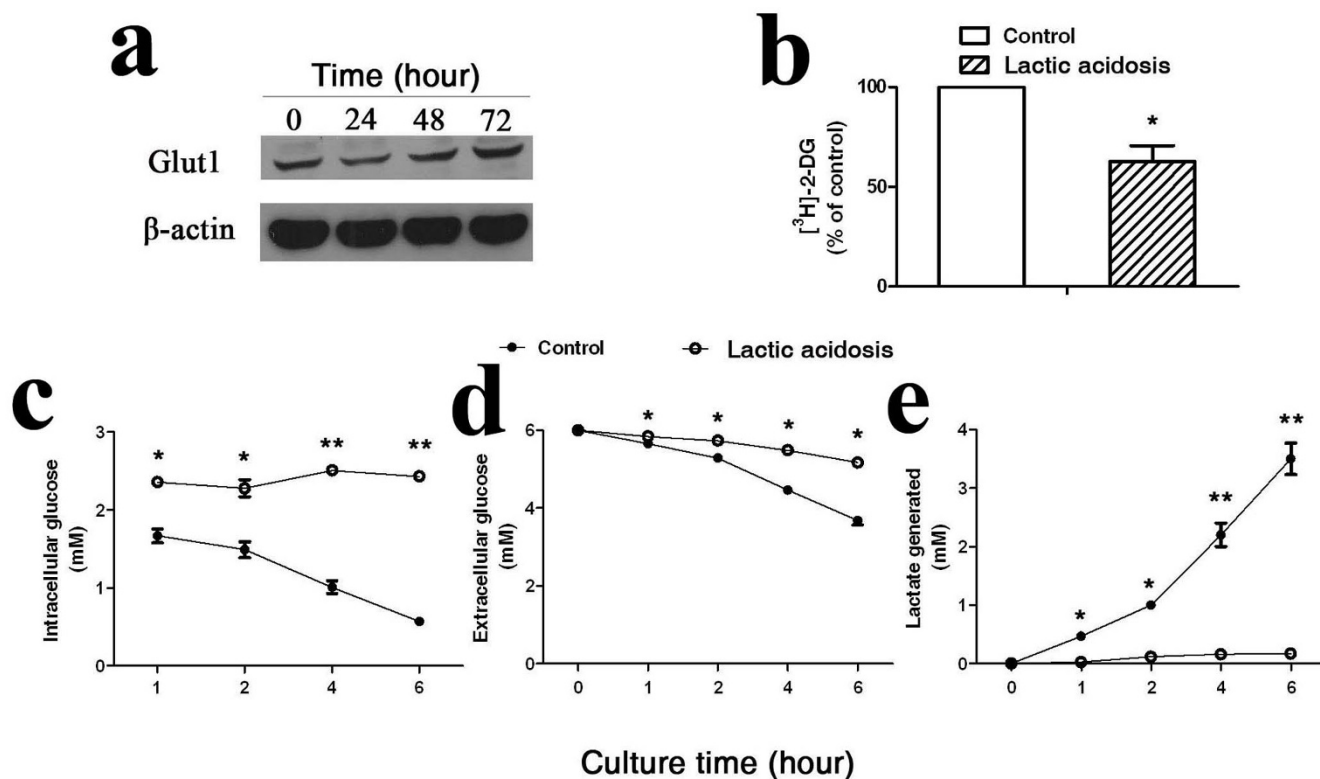 a
Time (hour)
0 24 48 72
Glut1
β-actin
b
Control
Lactic acidosis
[³H]-2-DG
(% of control)
100
50
0
*
Control
Lactic acidosis
c
Intracellular glucose
(mM)
3
2
1
0
* * ** **
1 2 4 6
d
Extracellular glucose
(mM)
6
4
2
0
* * * *
0 1 2 4 6
e
Lactate generated
(mM)
4
3
2
1
0
* * ** **
0 1 2 4 6
Culture time (hour)